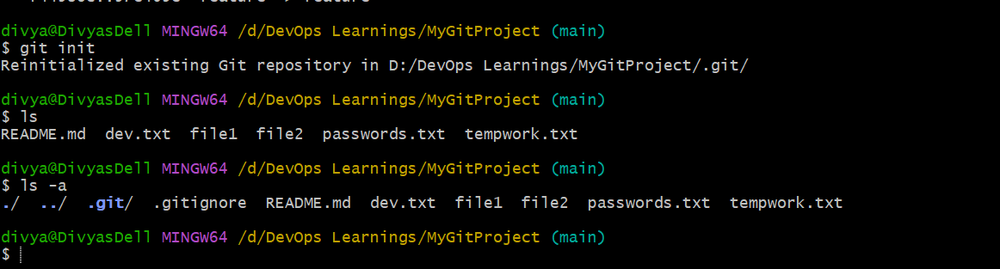 divya@DivyasDell MINGW64 /d/DevOps Learnings/MyGitProject (main)
$ git init
Reinitialized existing Git repository in D:/DevOps Learnings/MyGitProject/.git/
divya@DivyasDell MINGW64 /d/DevOps Learnings/MyGitProject (main)
$ ls
README.md  dev.txt  file1  file2  passwords.txt  tempwork.txt
divya@DivyasDell MINGW64 /d/DevOps Learnings/MyGitProject (main)
$ ls -a
./  ../  .git/  .gitignore  README.md  dev.txt  file1  file2  passwords.txt  tempwork.txt
divya@DivyasDell MINGW64 /d/DevOps Learnings/MyGitProject (main)
$